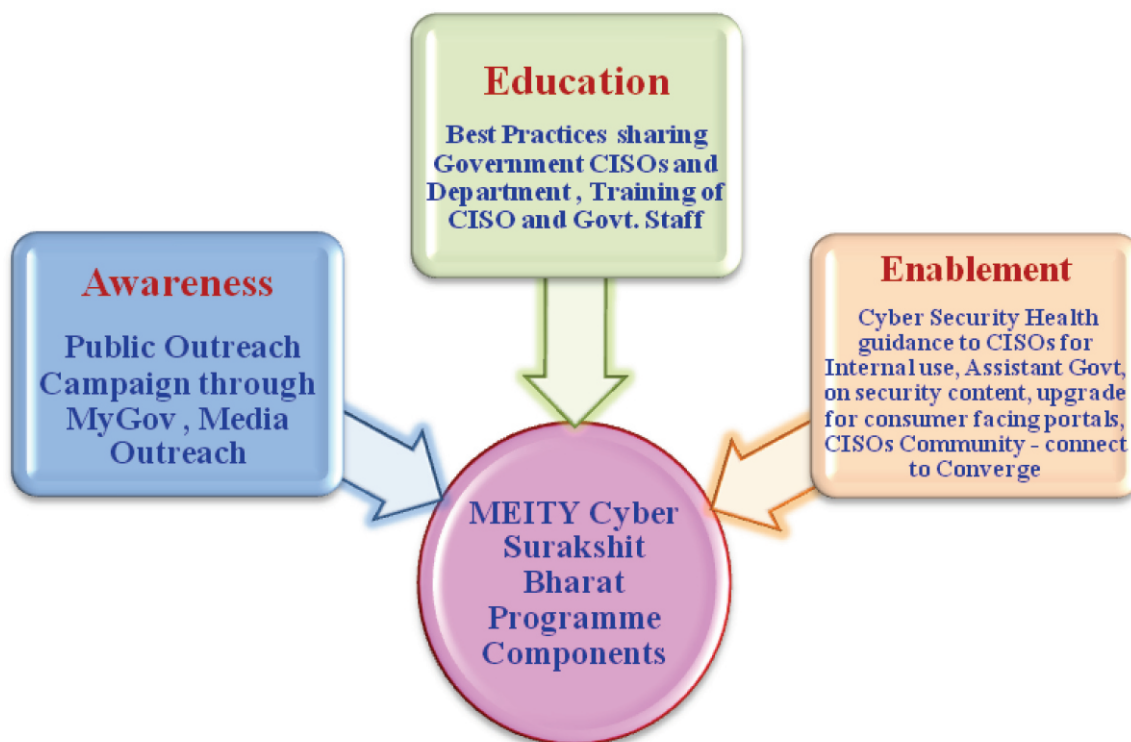 Education
Best Practices sharing
Government CISOs and
Department , Training of
CISO and Govt. Staff
Awareness
Public Outreach
Campaign through
MyGov , Media
Outreach
Enablement
Cyber Security Health
guidance to CISOs for
Internal use, Assistant Govt,
on security content, upgrade
for consumer facing portals,
CISOs Community - connect
to Converge
MEITY Cyber
Surakshit
Bharat
Programme
Components